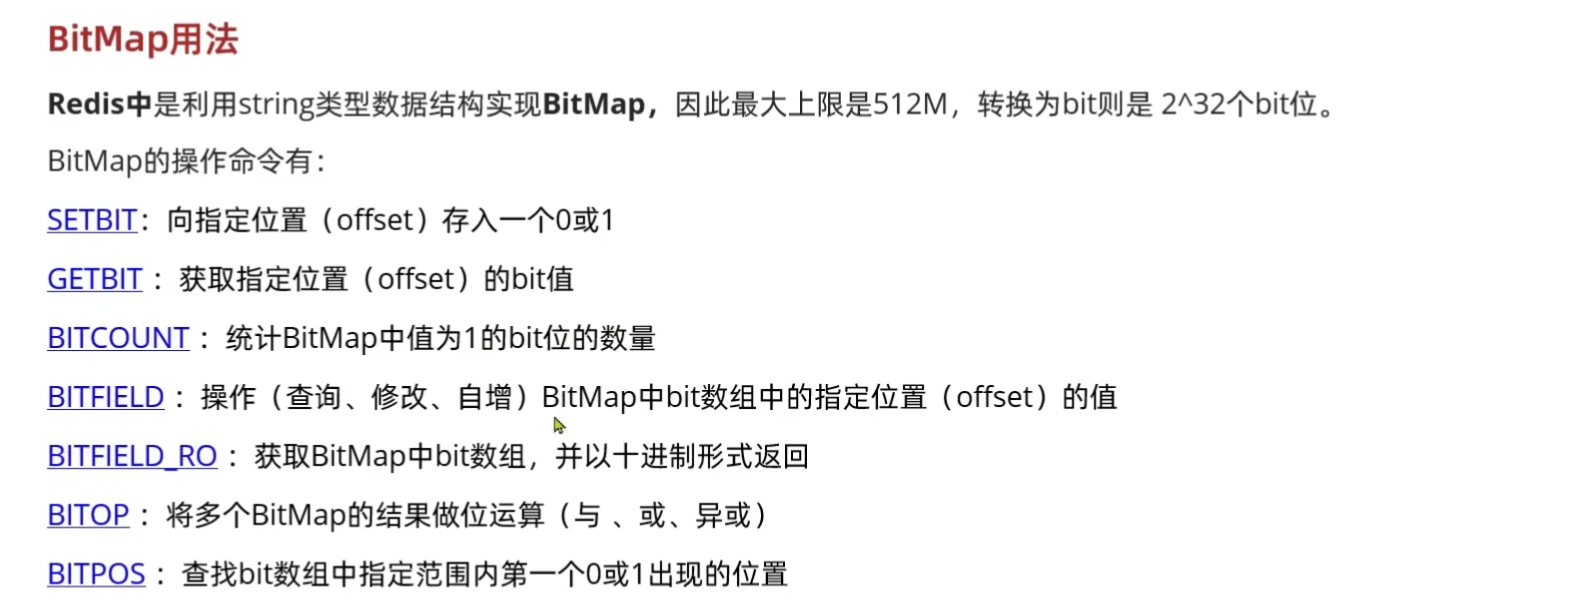 BitMap用法
Redis中是利用string类型数据结构实现BitMap，因此最大上限是512M，转换为bit则是 2^32个bit位。
BitMap的操作命令有：
SETBIT：向指定位置（offset）存入一个0或1
GETBIT ：获取指定位置（offset）的bit值
BITCOUNT ：统计BitMap中值为1的bit位的数量
BITFIELD ：操作（查询、修改、自增）BitMap中bit数组中的指定位置（offset）的值
BITFIELD_RO ：获取BitMap中bit数组，并以十进制形式返回
BITOP ：将多个BitMap的结果做位运算（与 、或、异或）
BITPOS ：查找bit数组中指定范围内第一个0或1出现的位置